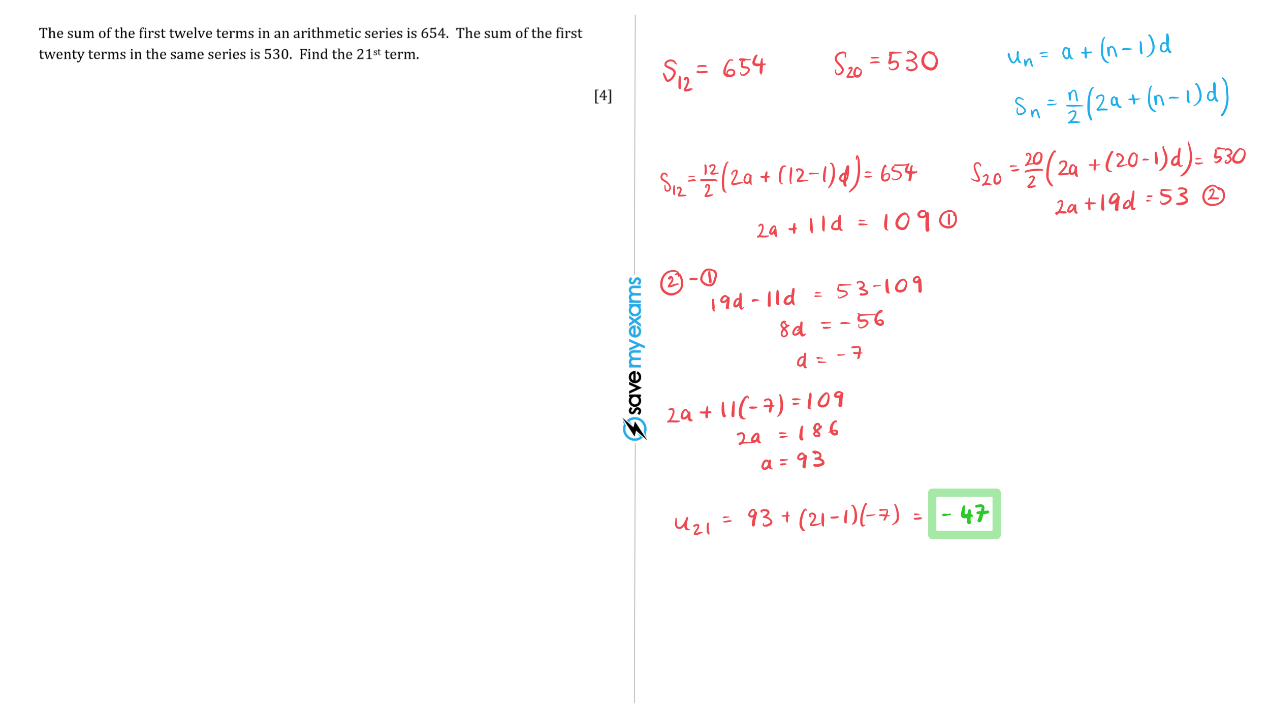 The sum of the first twelve terms in an arithmetic series is 654. The sum of the first
twenty terms in the same series is 530. Find the 21st term.
[4]
S₁₂ = 654
S₂₀ = 530
uₙ = a + (n-1)d
Sₙ = n/2 (2a + (n-1)d)
S₁₂ = 12/2 (2a + (12-1)d) = 654
2a + 11d = 109 ①
S₂₀ = 20/2 (2a + (20-1)d) = 530
2a + 19d = 53 ②
② - ①
19d - 11d = 53 - 109
8d = -56
d = -7
2a + 11(-7) = 109
2a = 186
a = 93
u₂₁ = 93 + (21-1)(-7) = -47
savemyexams